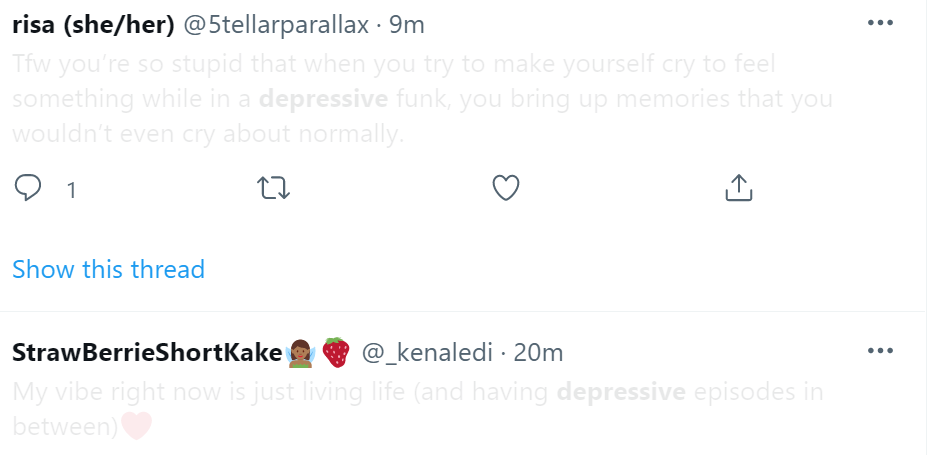 risa (she/her) @5tellarparallax · 9m
Tfw you’re so stupid that when you try to make yourself cry to feel
something while in a depressive funk, you bring up memories that you
wouldn’t even cry about normally.
1
Show this thread
StrawBerrieShortKake🧚🏾🍓 @_kenaledi · 20m
My vibe right now is just living life (and having depressive episodes in
between)❤️